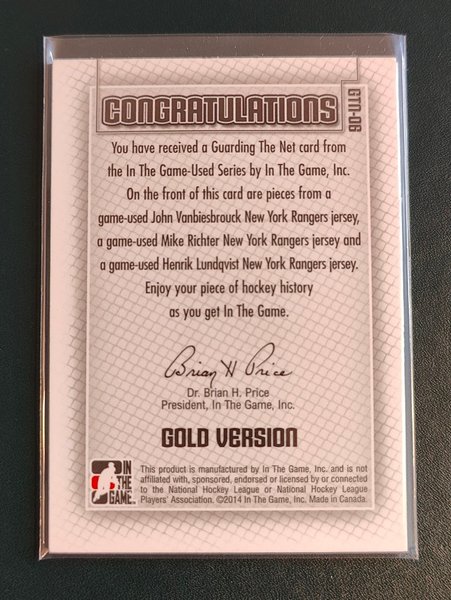 CONGRATULATIONS
GTN-06
You have received a Guarding The Net card from
the In The Game-Used Series by In The Game, Inc.
On the front of this card are pieces from a
game-used John Vanbiesbrouck New York Rangers jersey,
a game-used Mike Richter New York Rangers jersey and
a game-used Henrik Lundqvist New York Rangers jersey.
Enjoy your piece of hockey history
as you get In The Game.
Brian H Price
Dr. Brian H. Price
President, In The Game, Inc.
GOLD VERSION
IN
THE
GAME
This product is manufactured by In The Game, Inc. and is not
affiliated with, sponsored, endorsed or licensed by or connected
to the National Hockey League or National Hockey League
Players' Association. ©2014 In The Game, Inc. Made in Canada.